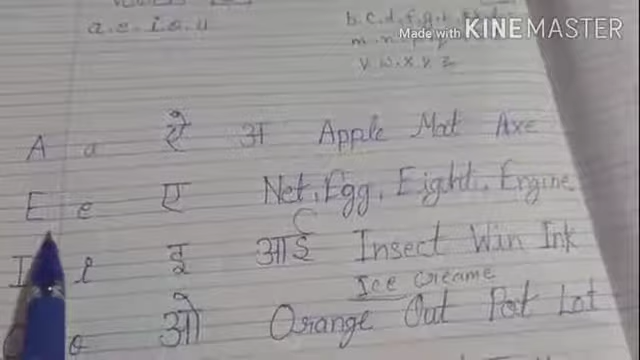 a.e.i.o.u
b.c.d.f.g.
Made with KINEMASTER
v.w.x.y.z
A a ऐ अ Apple Mat Axe
E e ए Net, Egg, Eight, Engine
I i इ आई Insect Win Ink
Ice creame
o ओ Orange Out Pot Lot